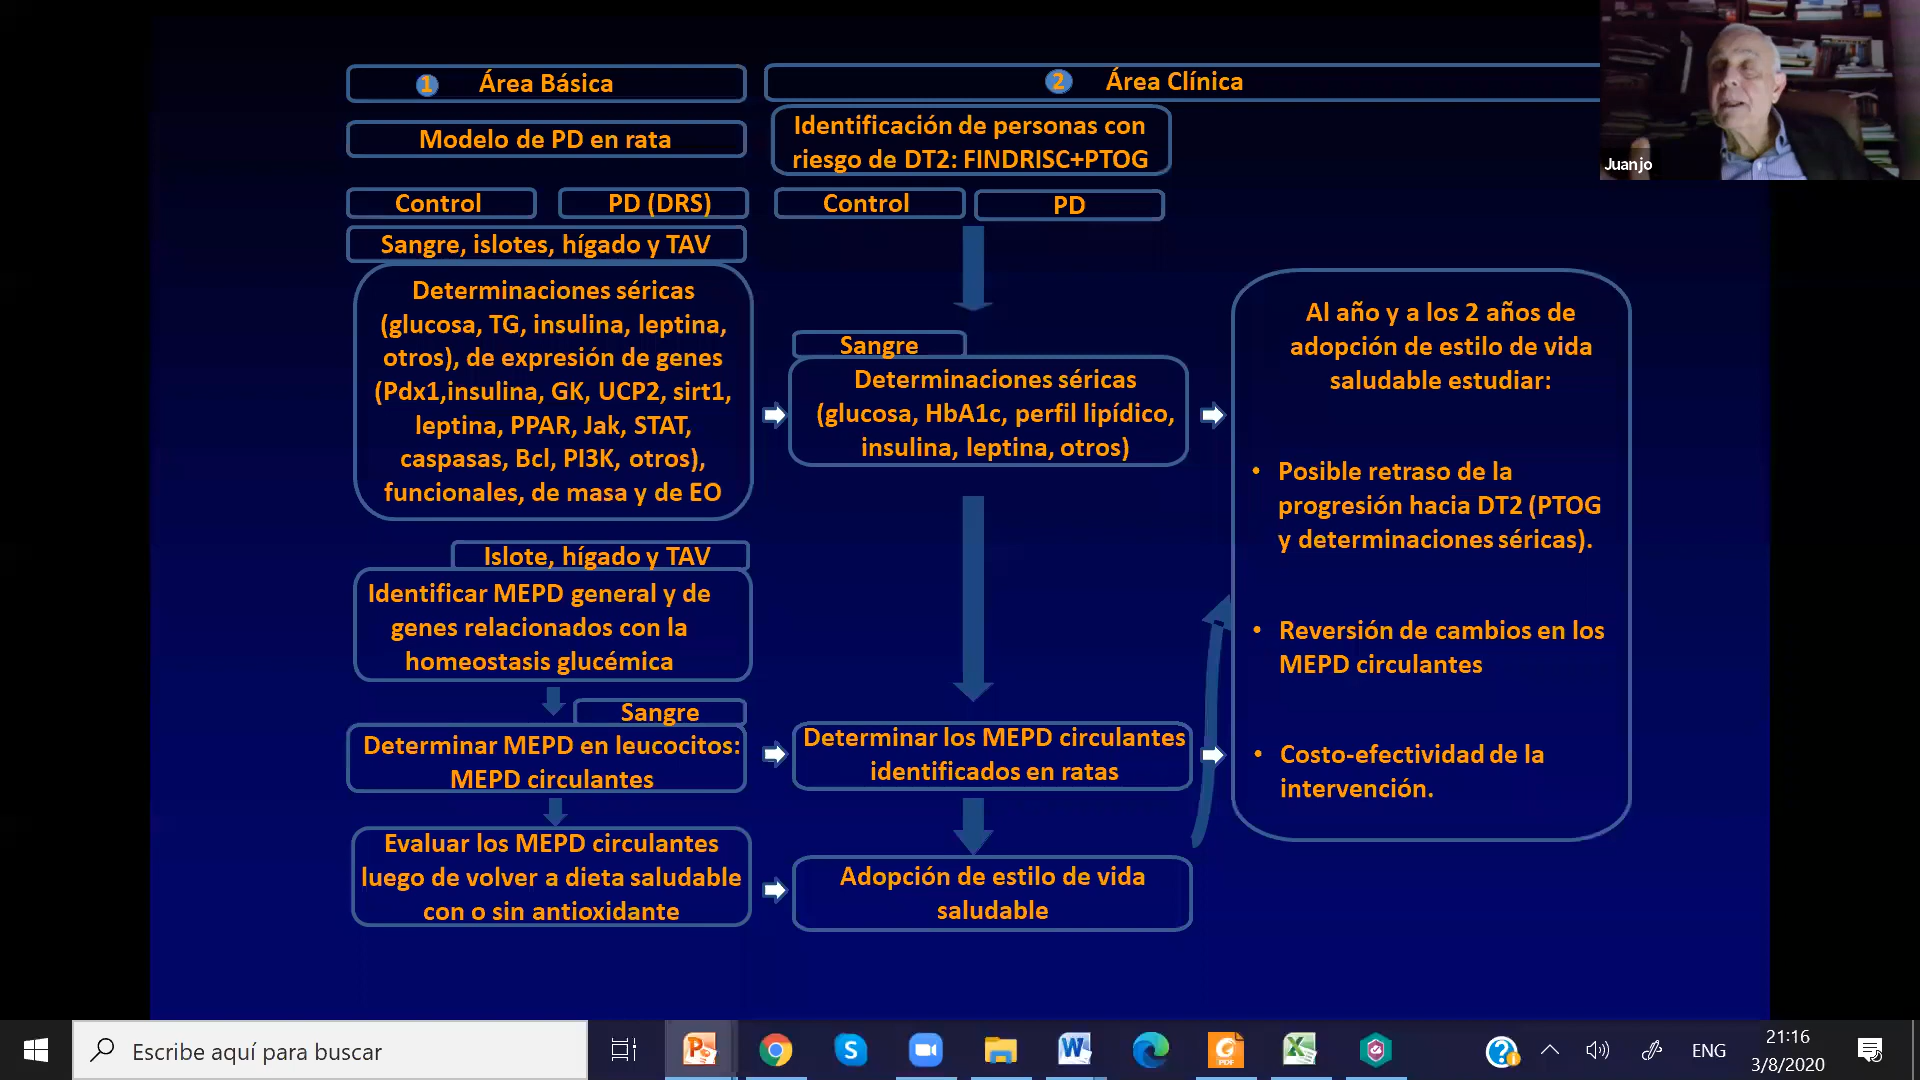 1 Área Básica
2 Área Clínica
Modelo de PD en rata
Identificación de personas con
riesgo de DT2: FINDRISC+PTOG
Juanjo
Control
PD (DRS)
Control
PD
Sangre, islotes, hígado y TAV
Determinaciones séricas
(glucosa, TG, insulina, leptina,
otros), de expresión de genes
(Pdx1,insulina, GK, UCP2, sirt1,
leptina, PPAR, Jak, STAT,
caspasas, Bcl, PI3K, otros),
funcionales, de masa y de EO
Sangre
Determinaciones séricas
(glucosa, HbA1c, perfil lipídico,
insulina, leptina, otros)
Al año y a los 2 años de
adopción de estilo de vida
saludable estudiar:
• Posible retraso de la
progresión hacia DT2 (PTOG
y determinaciones séricas).
• Reversión de cambios en los
MEPD circulantes
• Costo-efectividad de la
intervención.
Islote, hígado y TAV
Identificar MEPD general y de
genes relacionados con la
homeostasis glucémica
Sangre
Determinar MEPD en leucocitos:
MEPD circulantes
Determinar los MEPD circulantes
identificados en ratas
Evaluar los MEPD circulantes
luego de volver a dieta saludable
con o sin antioxidante
Adopción de estilo de vida
saludable
Escribe aquí para buscar
PDF
ENG
21:16
3/8/2020